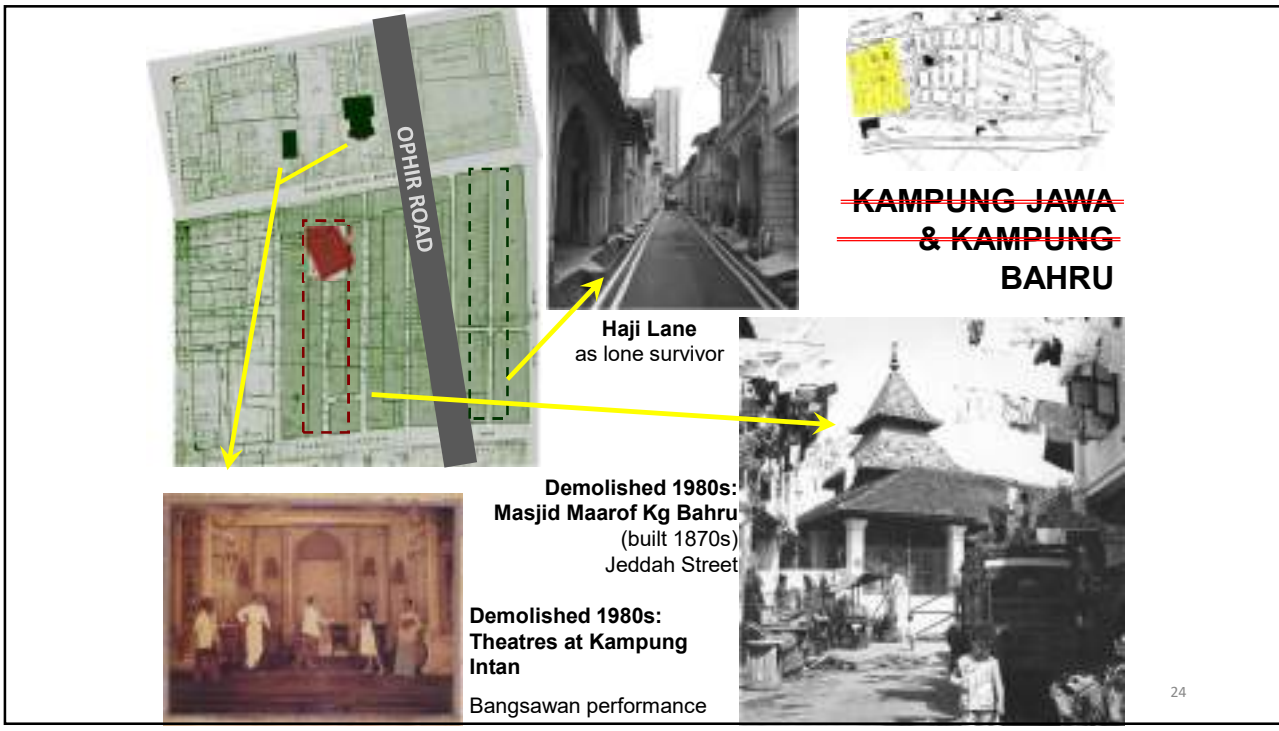 OPHIR ROAD
KAMPUNG JAWA
& KAMPUNG
BAHRU
Haji Lane
as lone survivor
Demolished 1980s:
Masjid Maarof Kg Bahru
(built 1870s)
Jeddah Street
Demolished 1980s:
Theatres at Kampung
Intan
Bangsawan performance
24